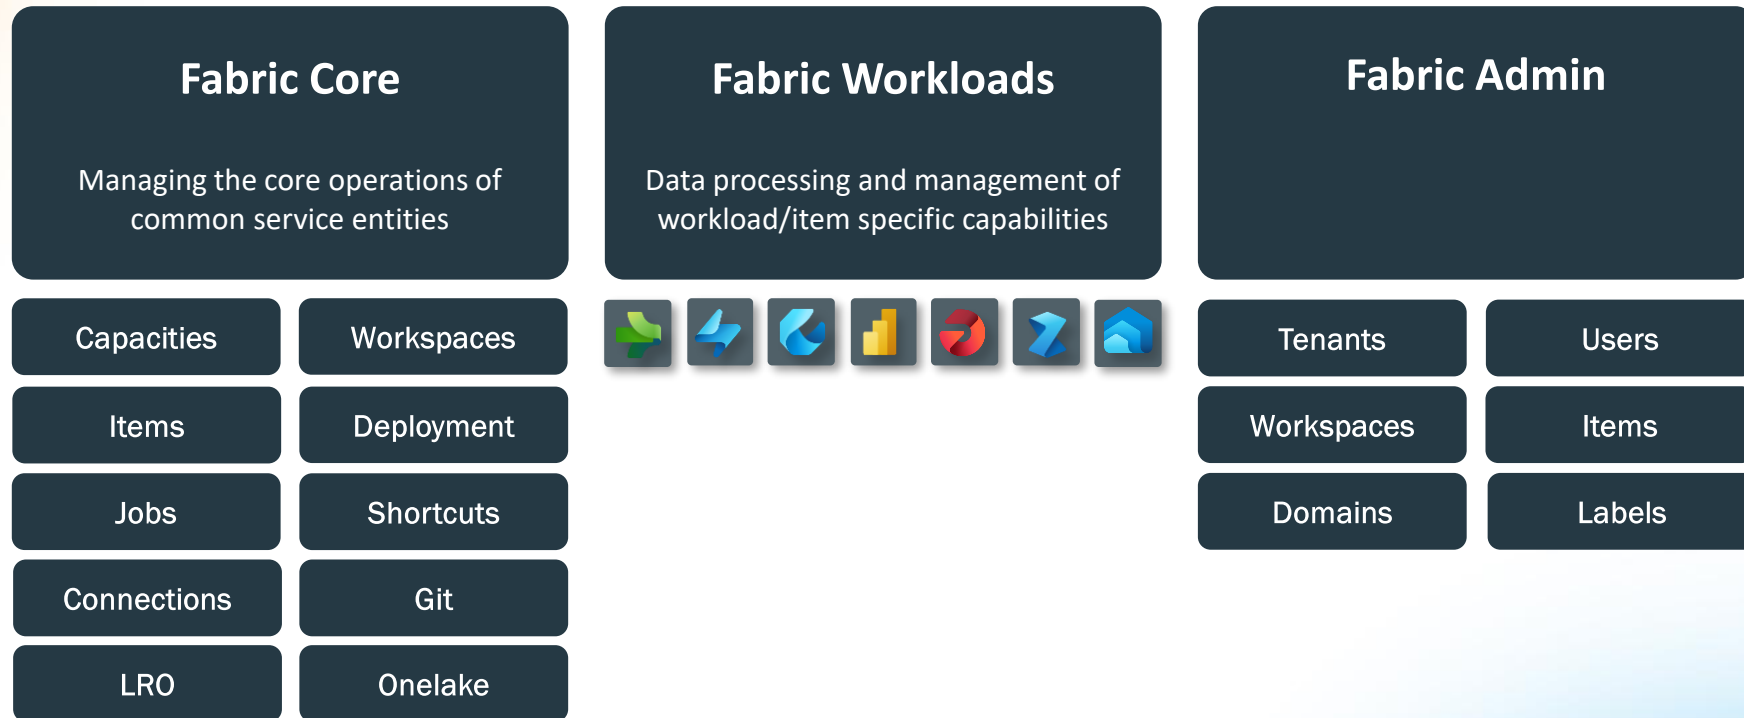 Fabric Core
Managing the core operations of
common service entities
Capacities
Workspaces
Items
Deployment
Jobs
Shortcuts
Connections
Git
LRO
Onelake
Fabric Workloads
Data processing and management of
workload/item specific capabilities
Fabric Admin
Tenants
Users
Workspaces
Items
Domains
Labels